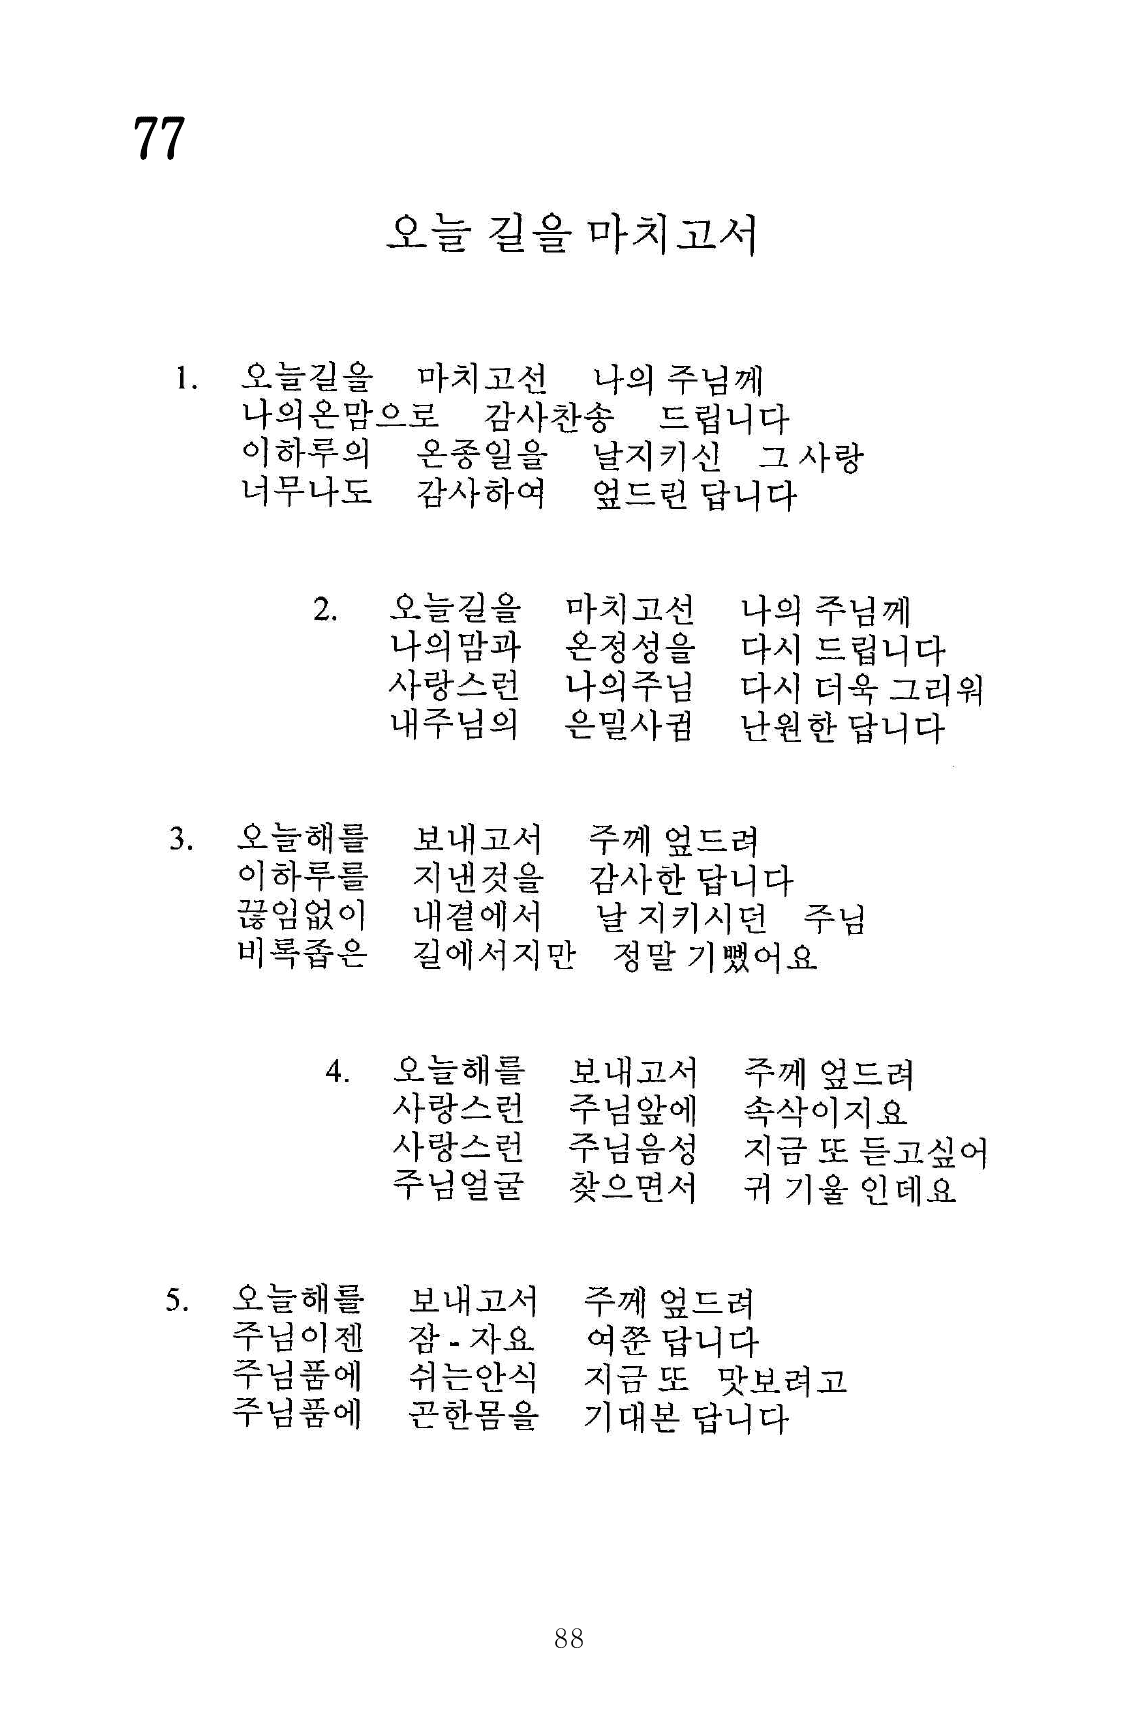 77
오늘 길을 마치고서
1. 오늘길을 마치고선 나의 주님께
나의온맘으로 감사찬송 드립니다
이하루의 온종일을 날지키신 그 사랑
너무나도 감사하여 엎드린 답니다
2. 오늘길을 마치고선 나의 주님께
나의맘과 온정성을 다시 드립니다
사랑스런 나의주님 다시 더욱 그리워
내주님의 은밀사귐 난원한 답니다
3. 오늘해를 보내고서 주께 엎드려
이하루를 지낸것을 감사한 답니다
끊임없이 내곁에서 날 지키시던 주님
비록좁은 길에서지만 정말 기뻤어요
4. 오늘해를 보내고서 주께 엎드려
사랑스런 주님앞에 속삭이지요
사랑스런 주님음성 지금 또 듣고싶어
주님얼굴 찾으면서 귀 기울 인데요
5. 오늘해를 보내고서 주께 엎드려
주님이젠 잠 - 자요 여쭌 답니다
주님품에 쉬는안식 지금 또 맛보려고
주님품에 곤한몸을 기대본 답니다
88